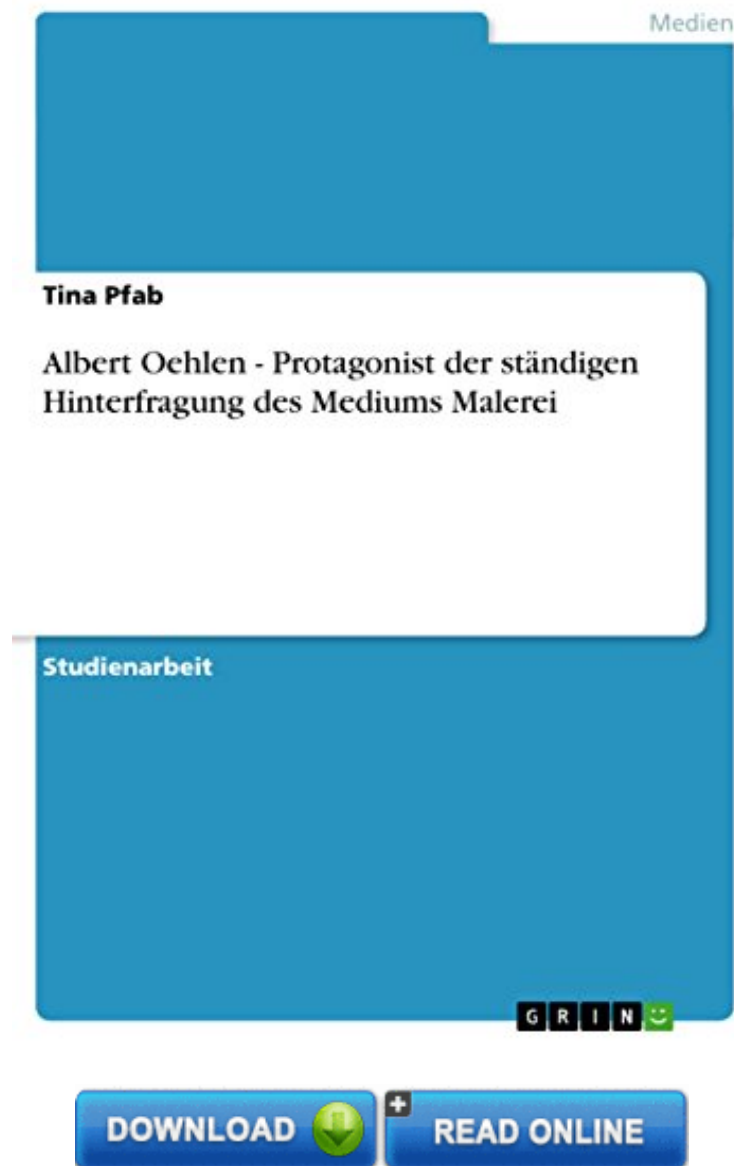 Medien
Tina Pfab
Albert Oehlen - Protagonist der ständigen
Hinterfragung des Mediums Malerei
Studienarbeit
GRIN
DOWNLOAD
READ ONLINE